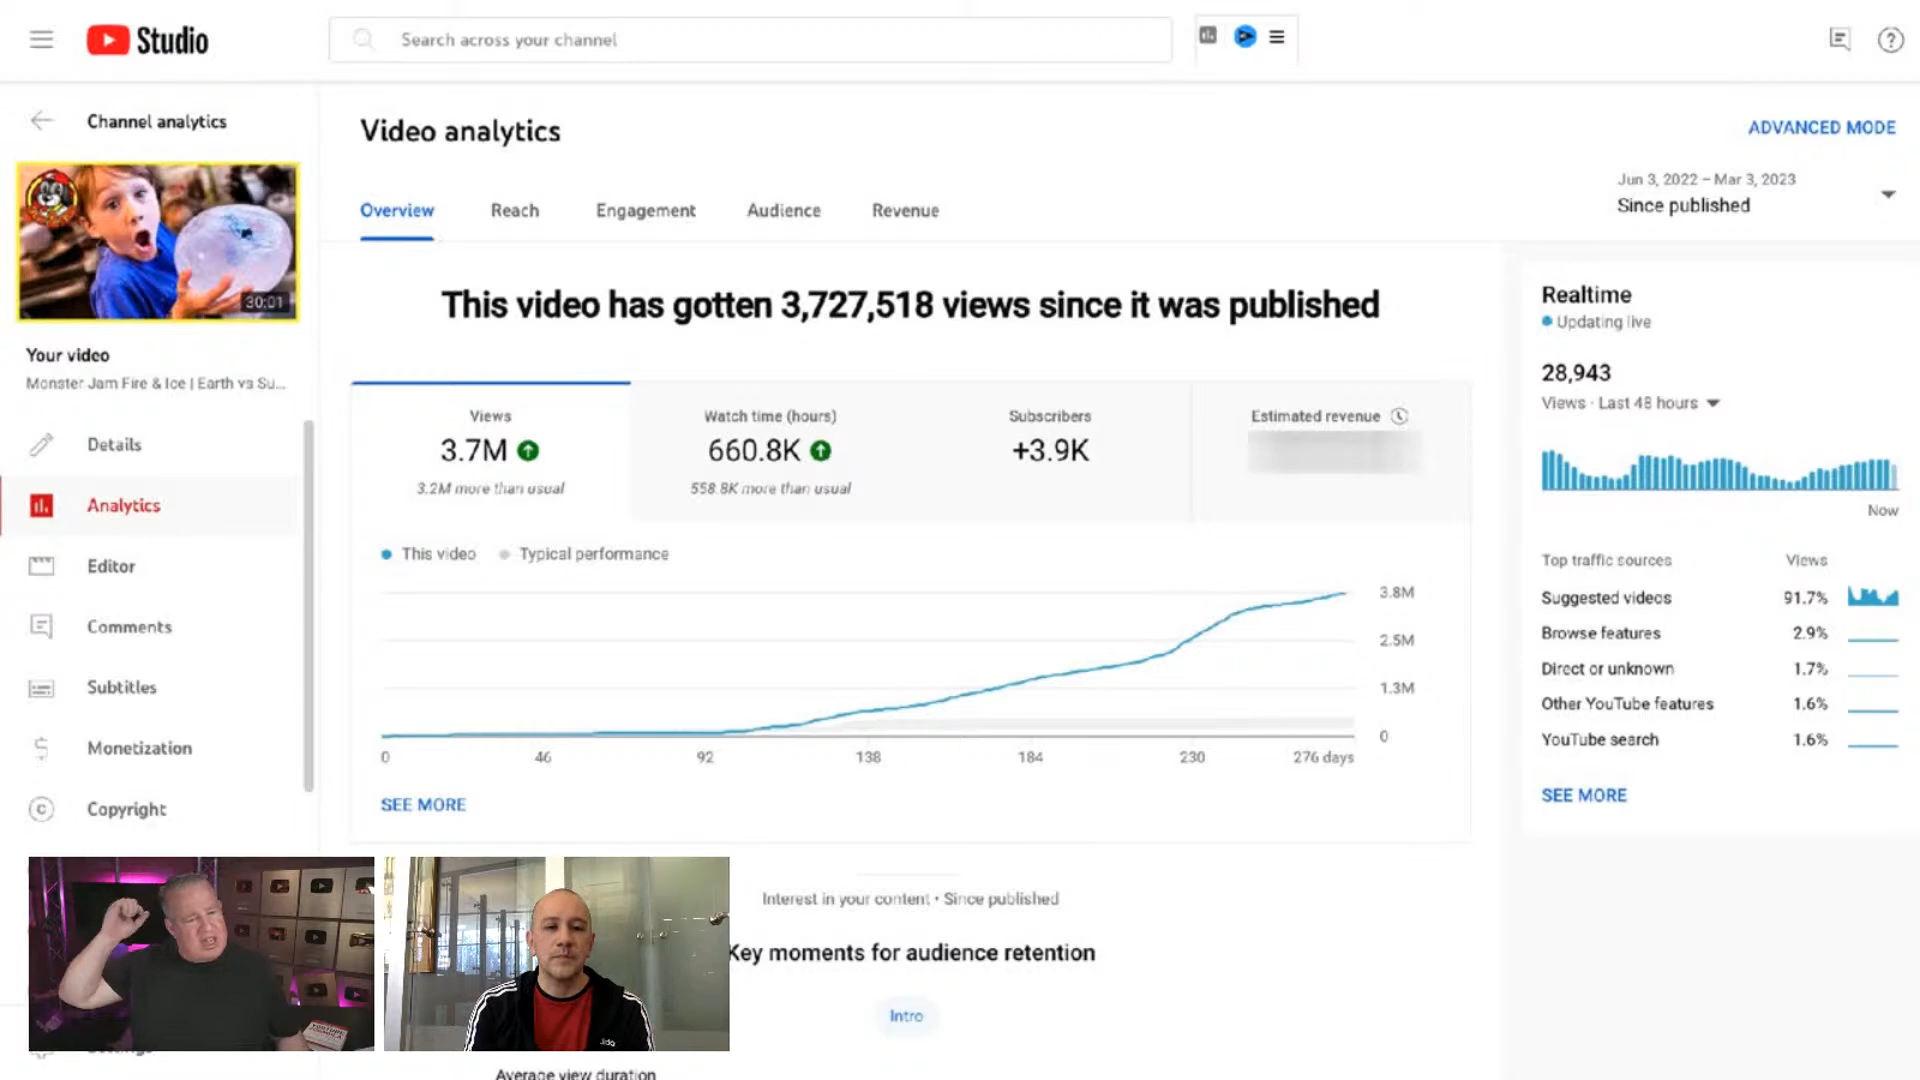 Studio
Search across your channel
Channel analytics
30:01
Your video
Monster Jam Fire & Ice | Earth vs Su...
Details
Analytics
Editor
Comments
Subtitles
Monetization
Copyright
Video analytics
ADVANCED MODE
Jun 3, 2022 – Mar 3, 2023
Since published
Overview
Reach
Engagement
Audience
Revenue
This video has gotten 3,727,518 views since it was published
Views
3.7M
3.2M more than usual
Watch time (hours)
660.8K
558.8K more than usual
Subscribers
+3.9K
Estimated revenue
This video
Typical performance
3.8M
2.5M
1.3M
0
0 46 92 138 184 230 276 days
SEE MORE
Interest in your content • Since published
Key moments for audience retention
Intro
Average view duration
Realtime
Updating live
28,943
Views · Last 48 hours
Now
Top traffic sources Views
Suggested videos 91.7%
Browse features 2.9%
Direct or unknown 1.7%
Other YouTube features 1.6%
YouTube search 1.6%
SEE MORE